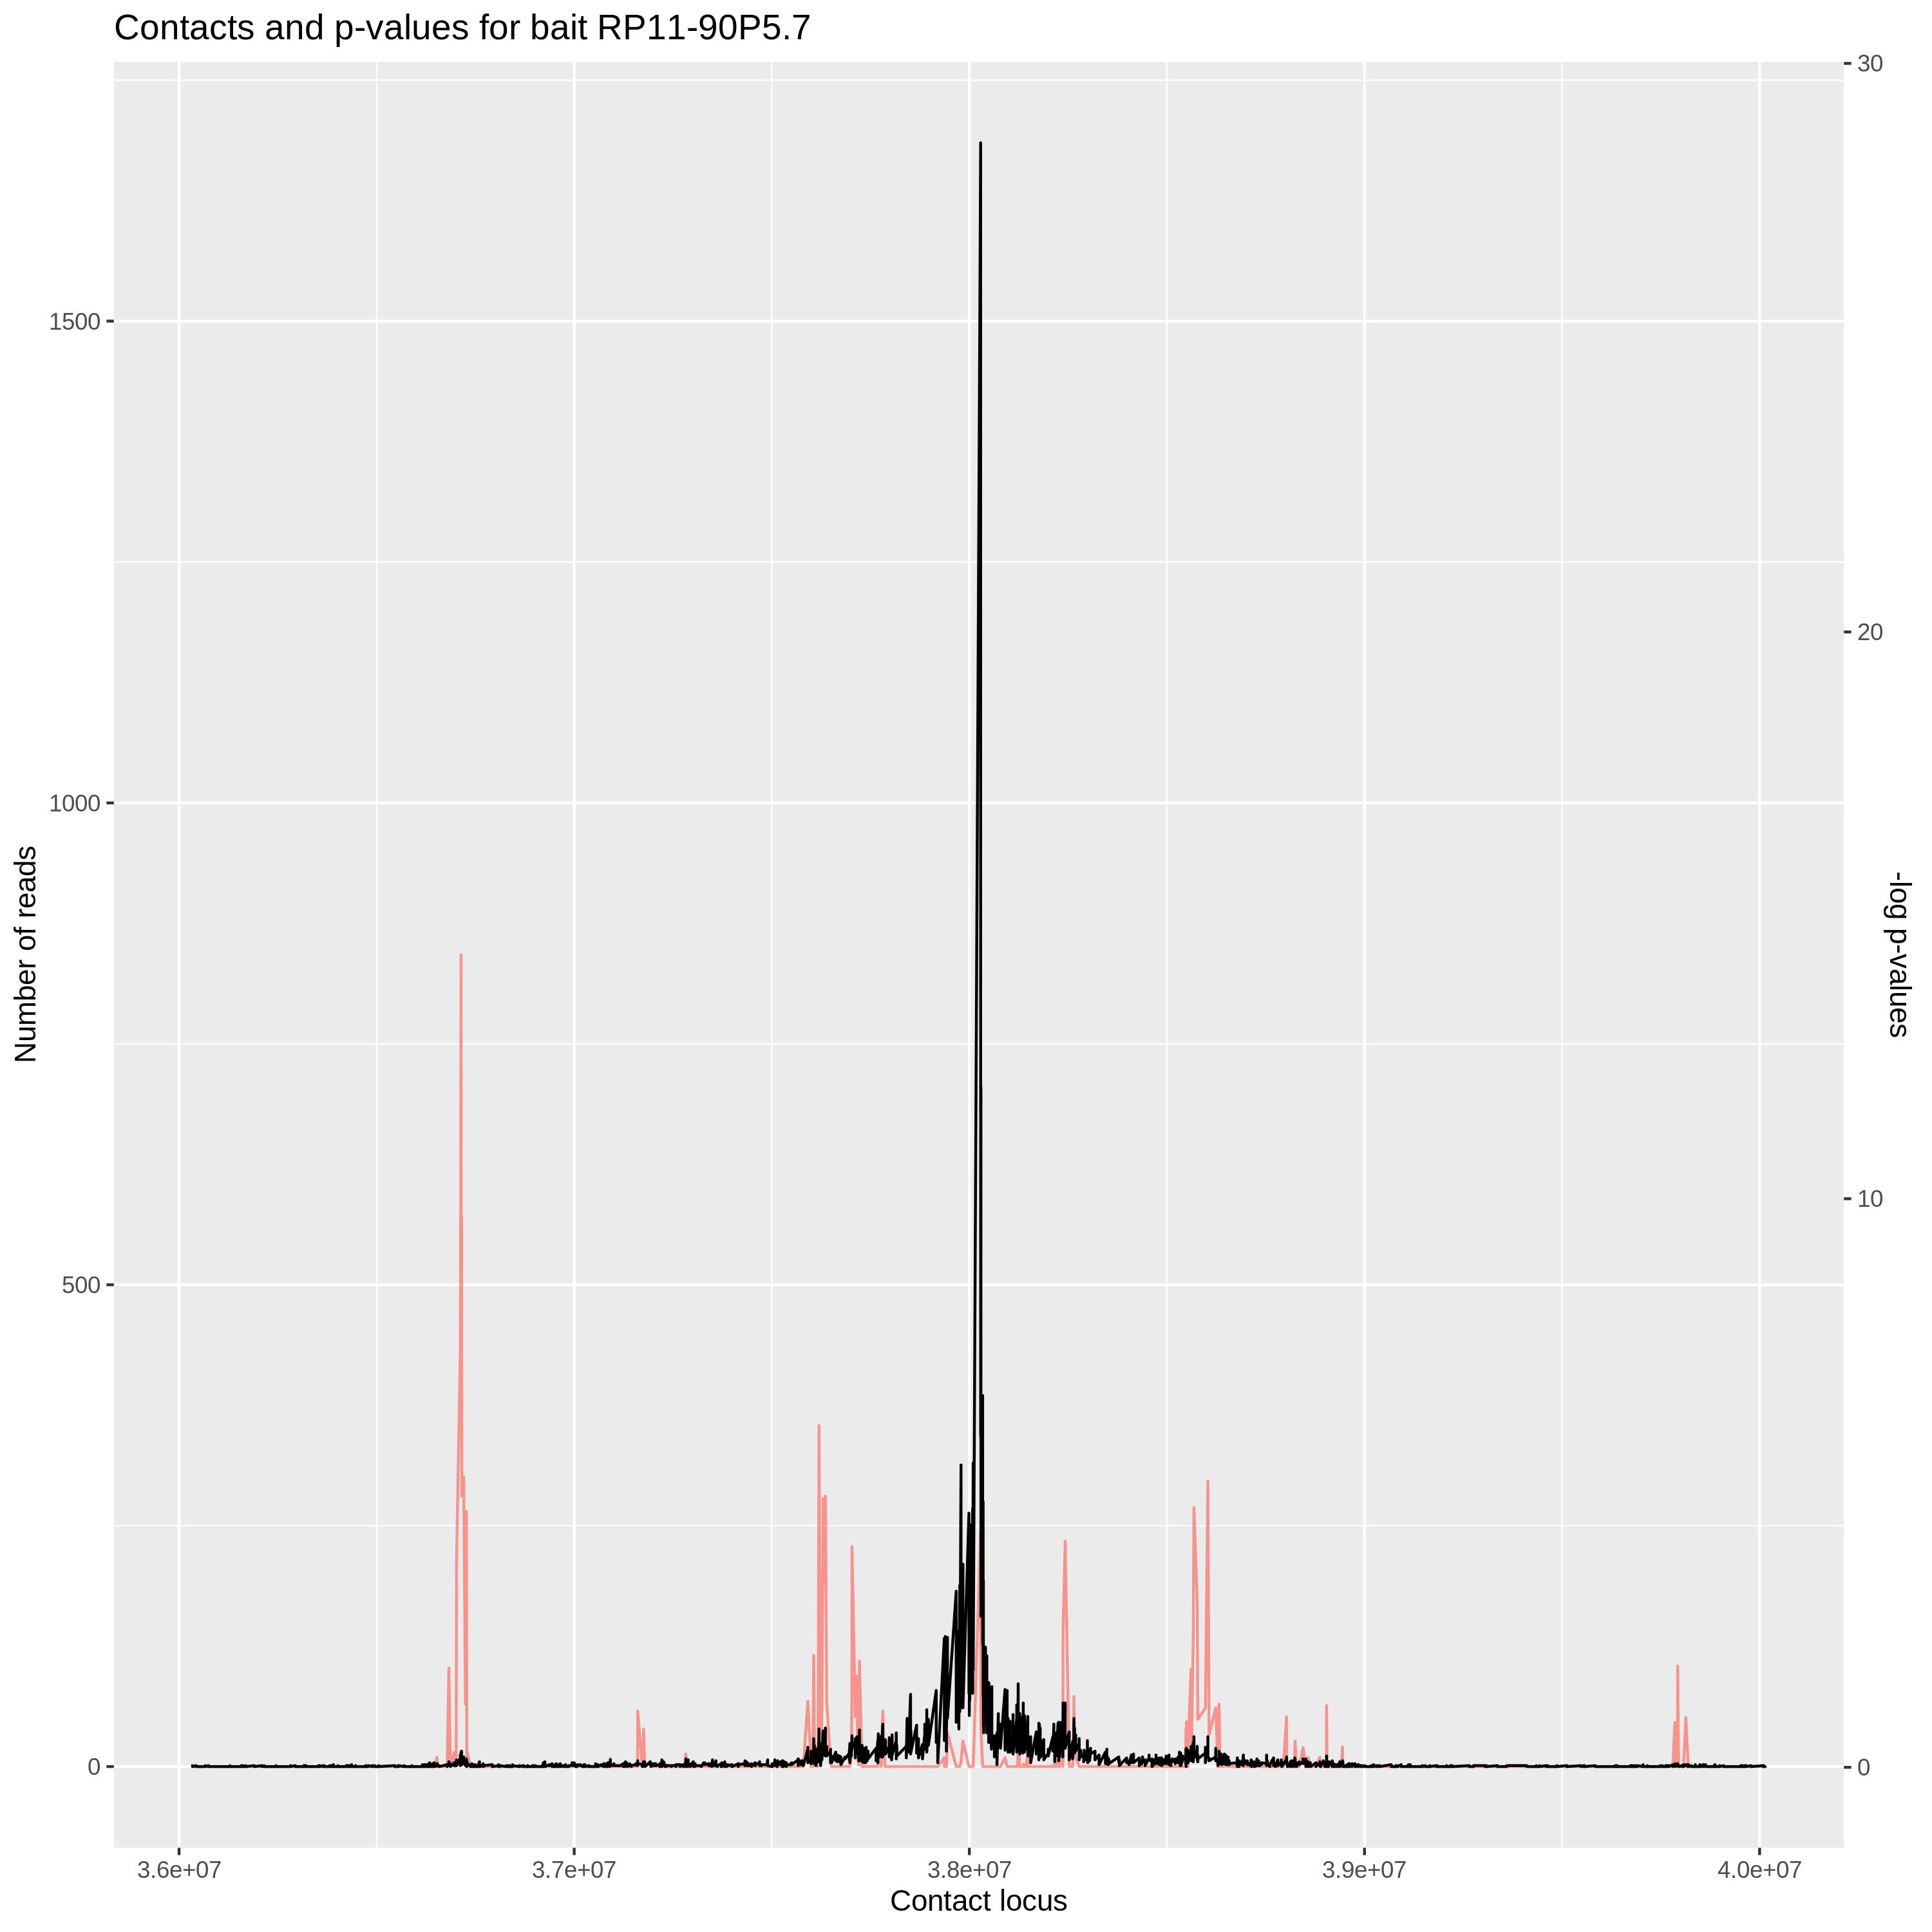 Contacts and p-values for bait RP11-90P5.7
30
1500
20
1000
Number of reads
-log p-values
10
500
0
0
3.6e+07
3.7e+07
3.8e+07
3.9e+07
4.0e+07
Contact locus